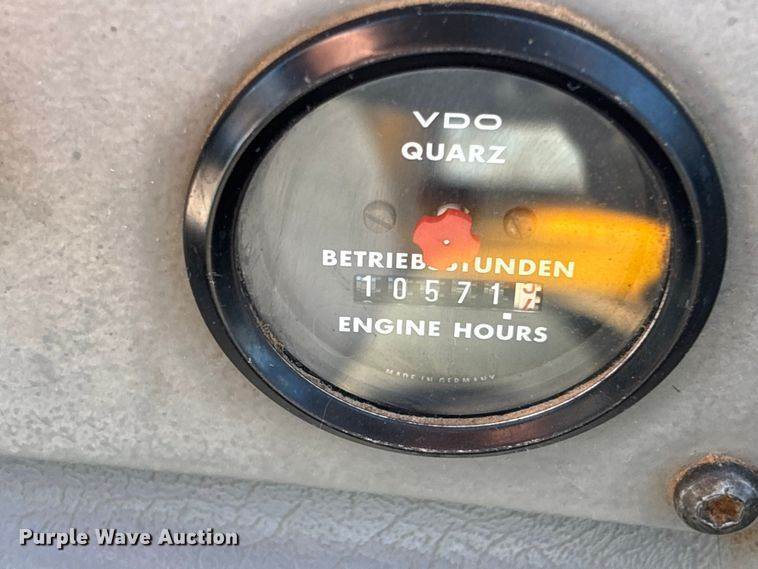 VDO
QUARZ
BETRIEBSSTUNDEN
10571
ENGINE HOURS
MADE IN GERMANY
Purple Wave Auction